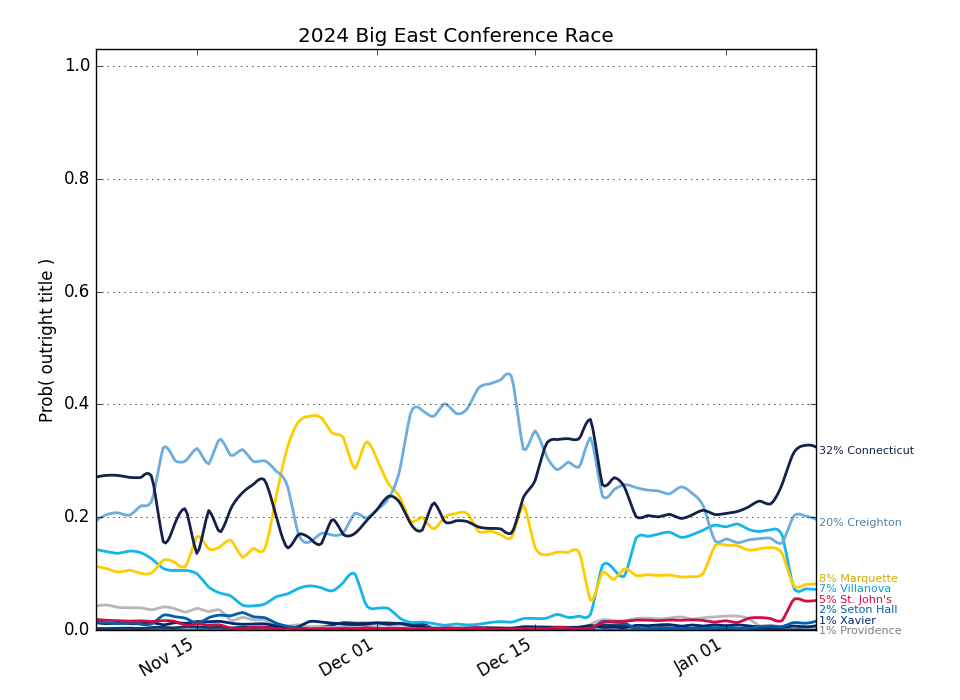 2024 Big East Conference Race
Prob( outright title )
1.0
0.8
0.6
0.4
0.2
0.0
Nov 15
Dec 01
Dec 15
Jan 01
32% Connecticut
20% Creighton
8% Marquette
7% Villanova
5% St. John's
2% Seton Hall
1% Xavier
1% Providence